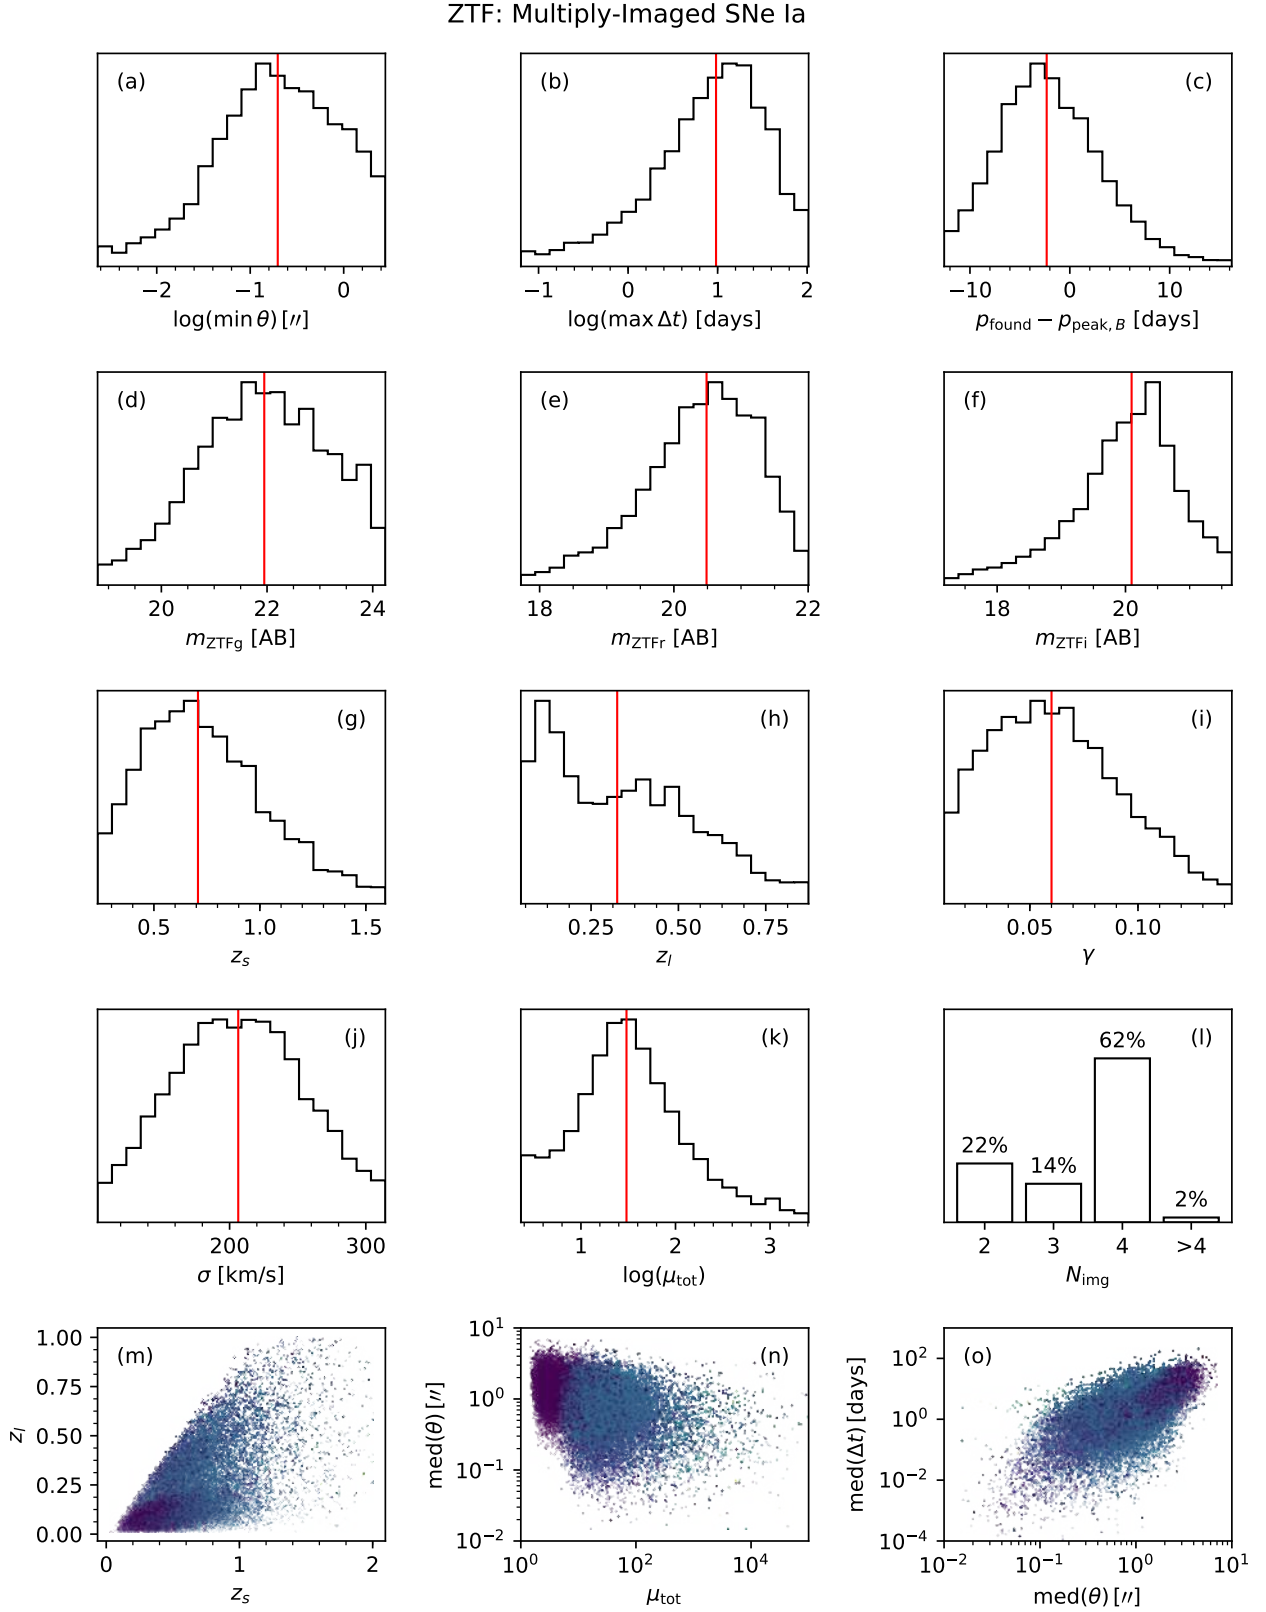 ZTF: Multiply-Imaged SNe Ia
(a)
−2 −1 0
log(min θ) [″]
(b)
−1 0 1 2
log(max Δt) [days]
(c)
−10 0 10
p_found − p_peak, B [days]
(d)
20 22 24
m_ZTFg [AB]
(e)
18 20 22
m_ZTFr [AB]
(f)
18 20
m_ZTFi [AB]
(g)
0.5 1.0 1.5
z_s
(h)
0.25 0.50 0.75
z_l
(i)
0.05 0.10
γ
(j)
200 300
σ [km/s]
(k)
1 2 3
log(μ_tot)
(l)
22% 14% 62% 2%
2 3 4 >4
N_img
(m)
1.00
0.75
0.50
0.25
0.00
z_l
0 1 2
z_s
(n)
10^1
10^0
10^−1
10^−2
med(θ) [″]
10^0 10^2 10^4
μ_tot
(o)
10^2
10^0
10^−2
10^−4
med(Δt) [days]
10^−2 10^−1 10^0 10^1
med(θ) [″]